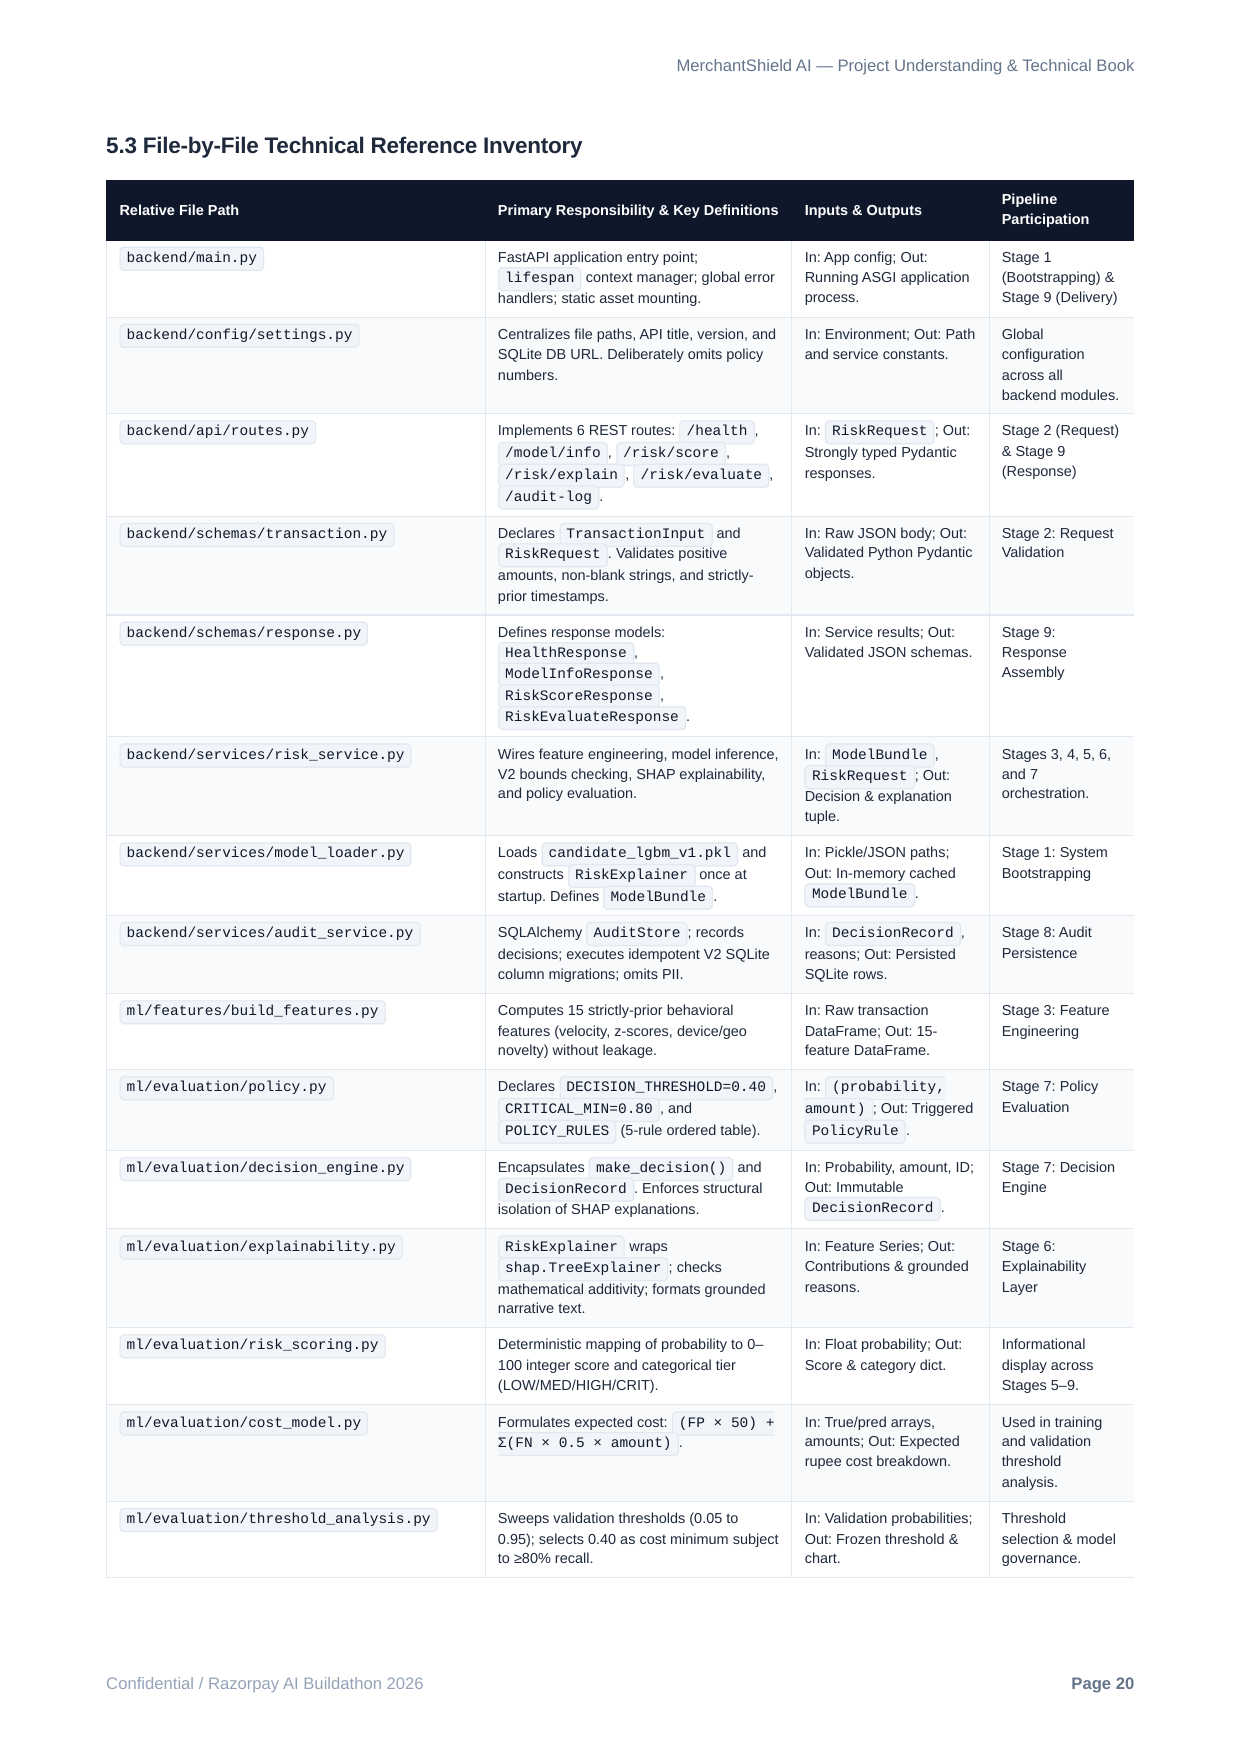 MerchantShield AI — Project Understanding & Technical Book
5.3 File-by-File Technical Reference Inventory
Relative File Path
Primary Responsibility & Key Definitions
Inputs & Outputs
Pipeline
Participation
backend/main.py
FastAPI application entry point;
lifespan context manager; global error
handlers; static asset mounting.
In: App config; Out:
Running ASGI application
process.
Stage 1
(Bootstrapping) &
Stage 9 (Delivery)
backend/config/settings.py
Centralizes file paths, API title, version, and
SQLite DB URL. Deliberately omits policy
numbers.
In: Environment; Out: Path
and service constants.
Global
configuration
across all
backend modules.
backend/api/routes.py
Implements 6 REST routes: /health,
/model/info, /risk/score,
/risk/explain, /risk/evaluate,
/audit-log.
In: RiskRequest; Out:
Strongly typed Pydantic
responses.
Stage 2 (Request)
& Stage 9
(Response)
backend/schemas/transaction.py
Declares TransactionInput and
RiskRequest. Validates positive
amounts, non-blank strings, and strictly-
prior timestamps.
In: Raw JSON body; Out:
Validated Python Pydantic
objects.
Stage 2: Request
Validation
backend/schemas/response.py
Defines response models:
HealthResponse,
ModelInfoResponse,
RiskScoreResponse,
RiskEvaluateResponse.
In: Service results; Out:
Validated JSON schemas.
Stage 9:
Response
Assembly
backend/services/risk_service.py
Wires feature engineering, model inference,
V2 bounds checking, SHAP explainability,
and policy evaluation.
In: ModelBundle,
RiskRequest; Out:
Decision & explanation
tuple.
Stages 3, 4, 5, 6,
and 7
orchestration.
backend/services/model_loader.py
Loads candidate_lgbm_v1.pkl and
constructs RiskExplainer once at
startup. Defines ModelBundle.
In: Pickle/JSON paths;
Out: In-memory cached
ModelBundle.
Stage 1: System
Bootstrapping
backend/services/audit_service.py
SQLAlchemy AuditStore; records
decisions; executes idempotent V2 SQLite
column migrations; omits PII.
In: DecisionRecord,
reasons; Out: Persisted
SQLite rows.
Stage 8: Audit
Persistence
ml/features/build_features.py
Computes 15 strictly-prior behavioral
features (velocity, z-scores, device/geo
novelty) without leakage.
In: Raw transaction
DataFrame; Out: 15-
feature DataFrame.
Stage 3: Feature
Engineering
ml/evaluation/policy.py
Declares DECISION_THRESHOLD=0.40,
CRITICAL_MIN=0.80, and
POLICY_RULES (5-rule ordered table).
In: (probability,
amount); Out: Triggered
PolicyRule.
Stage 7: Policy
Evaluation
ml/evaluation/decision_engine.py
Encapsulates make_decision() and
DecisionRecord. Enforces structural
isolation of SHAP explanations.
In: Probability, amount, ID;
Out: Immutable
DecisionRecord.
Stage 7: Decision
Engine
ml/evaluation/explainability.py
RiskExplainer wraps
shap.TreeExplainer; checks
mathematical additivity; formats grounded
narrative text.
In: Feature Series; Out:
Contributions & grounded
reasons.
Stage 6:
Explainability
Layer
ml/evaluation/risk_scoring.py
Deterministic mapping of probability to 0–
100 integer score and categorical tier
(LOW/MED/HIGH/CRIT).
In: Float probability; Out:
Score & category dict.
Informational
display across
Stages 5–9.
ml/evaluation/cost_model.py
Formulates expected cost: (FP × 50) +
Σ(FN × 0.5 × amount).
In: True/pred arrays,
amounts; Out: Expected
rupee cost breakdown.
Used in training
and validation
threshold
analysis.
ml/evaluation/threshold_analysis.py
Sweeps validation thresholds (0.05 to
0.95); selects 0.40 as cost minimum subject
to ≥80% recall.
In: Validation probabilities;
Out: Frozen threshold &
chart.
Threshold
selection & model
governance.
Confidential / Razorpay AI Buildathon 2026
Page 20